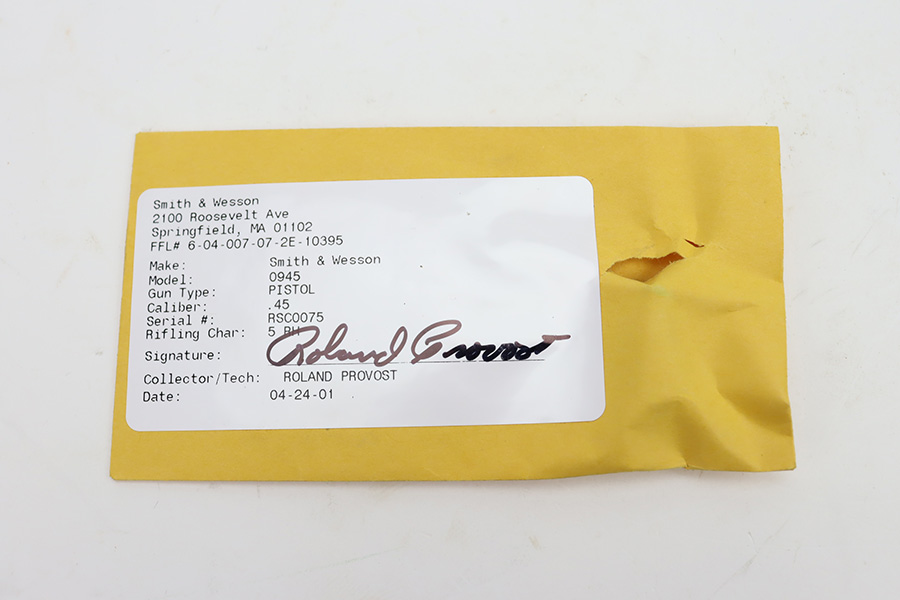 Smith & Wesson
2100 Roosevelt Ave
Springfield, MA 01102
FFL# 6-04-007-07-2E-10395
Make: Smith & Wesson
Model: 0945
Gun Type: PISTOL
Caliber: .45
Serial #: RSC0075
Rifling Char: 5 RH
Signature: Roland Provost
Collector/Tech: ROLAND PROVOST
Date: 04-24-01